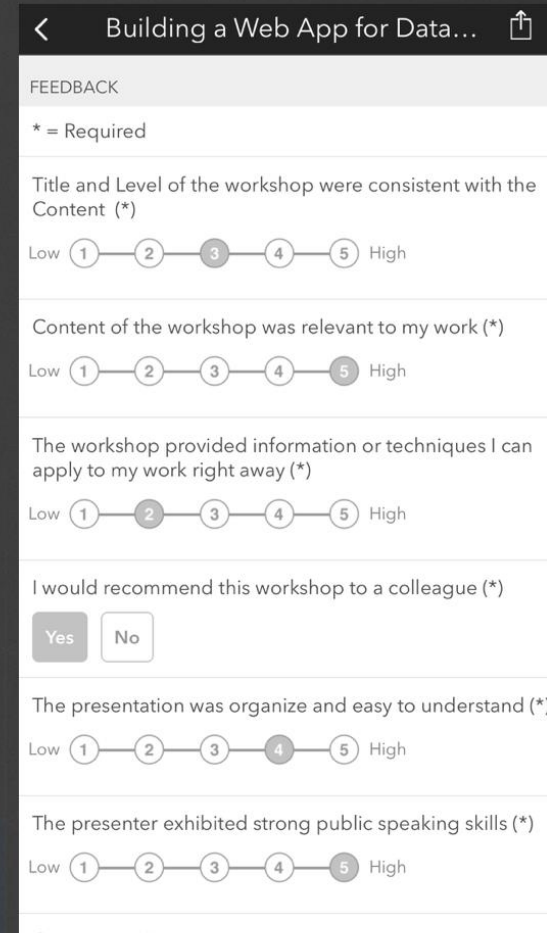 Building a Web App for Data...
FEEDBACK
* = Required
Title and Level of the workshop were consistent with the
Content (*)
Low 1 2 3 4 5 High
Content of the workshop was relevant to my work (*)
Low 1 2 3 4 5 High
The workshop provided information or techniques I can
apply to my work right away (*)
Low 1 2 3 4 5 High
I would recommend this workshop to a colleague (*)
Yes No
The presentation was organize and easy to understand (*)
Low 1 2 3 4 5 High
The presenter exhibited strong public speaking skills (*)
Low 1 2 3 4 5 High